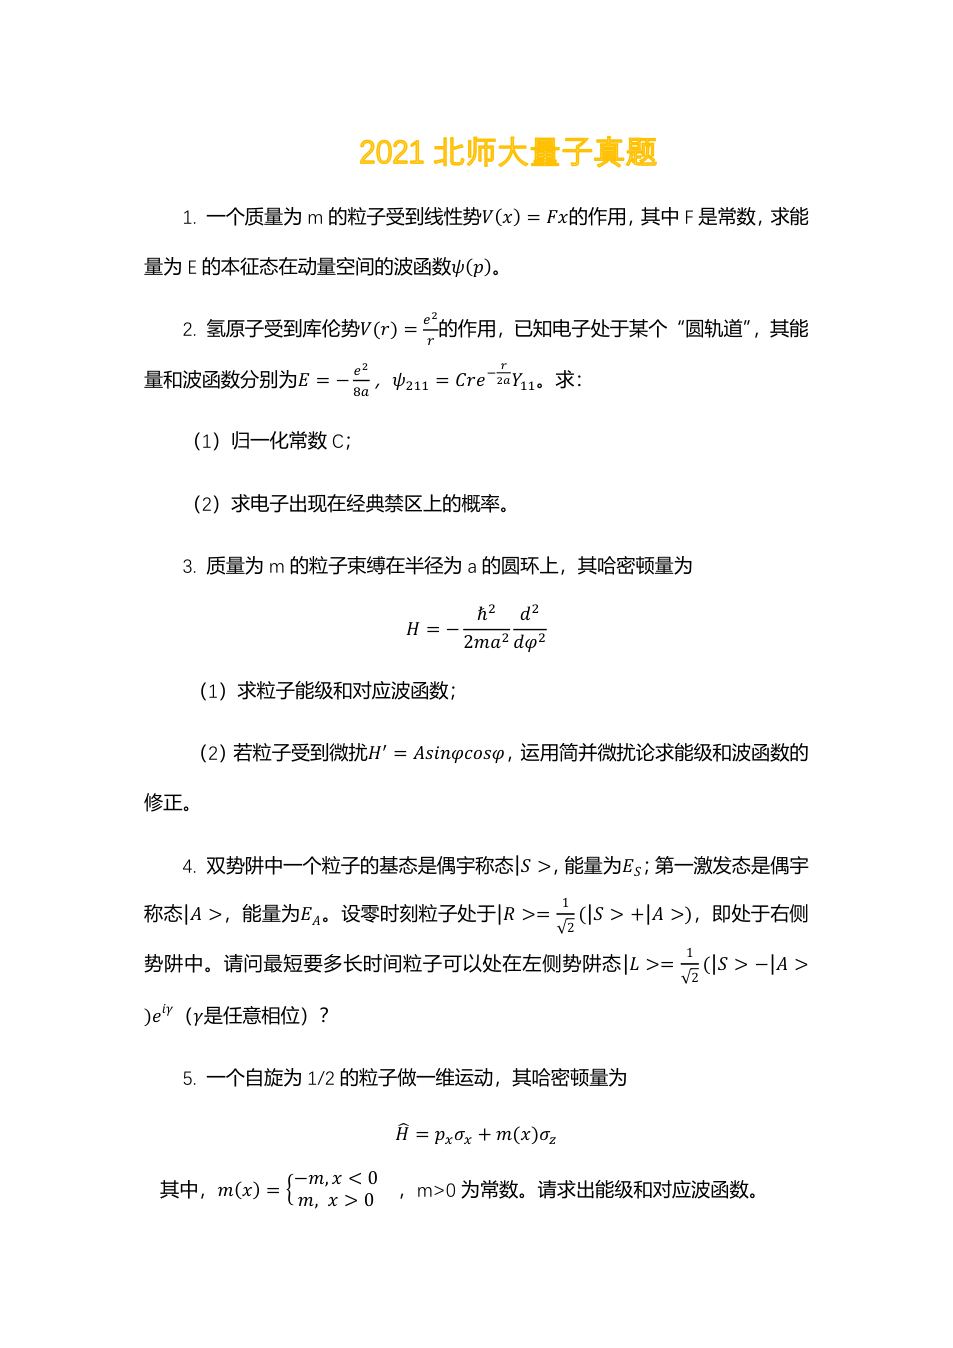 2021 北师大量子真题
1. 一个质量为 m 的粒子受到线性势V(x) = Fx的作用，其中 F 是常数，求能
量为 E 的本征态在动量空间的波函数ψ(p)。
2. 氢原子受到库伦势V(r) = e²/r的作用，已知电子处于某个“圆轨道”，其能
量和波函数分别为E = −e²/8a，ψ₂₁₁ = Cre^(−r/2a)Y₁₁。求：
（1）归一化常数 C；
（2）求电子出现在经典禁区上的概率。
3. 质量为 m 的粒子束缚在半径为 a 的圆环上，其哈密顿量为
H = −ħ²/2ma² d²/dφ²
（1）求粒子能级和对应波函数；
（2）若粒子受到微扰H′ = Asinφcosφ，运用简并微扰论求能级和波函数的
修正。
4. 双势阱中一个粒子的基态是偶宇称态|S >，能量为E_S；第一激发态是偶宇
称态|A >，能量为E_A。设零时刻粒子处于|R >= 1/√2 (|S > +|A >)，即处于右侧
势阱中。请问最短要多长时间粒子可以处在左侧势阱态|L >= 1/√2 (|S > −|A >
)e^(iγ)（γ是任意相位）？
5. 一个自旋为 1/2 的粒子做一维运动，其哈密顿量为
Ĥ = pₓσₓ + m(x)σ_z
其中，m(x) = {−m, x < 0
m, x > 0 ，m>0 为常数。请求出能级和对应波函数。